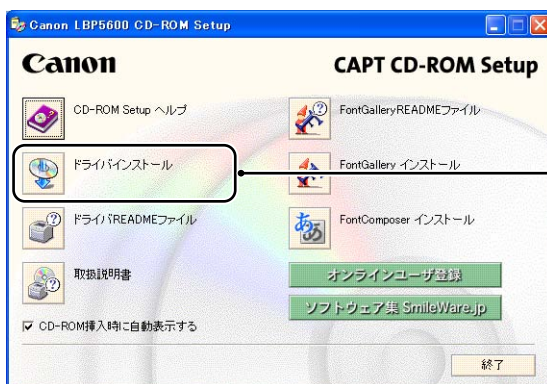 Canon LBP5600 CD-ROM Setup
Canon
CAPT CD-ROM Setup
CD-ROM Setup ヘルプ
ドライバインストール
ドライバREADMEファイル
取扱説明書
FontGalleryREADMEファイル
FontGallery インストール
FontComposer インストール
オンラインユーザ登録
ソフトウェア集 SmileWare.jp
CD-ROM挿入時に自動表示する
終了